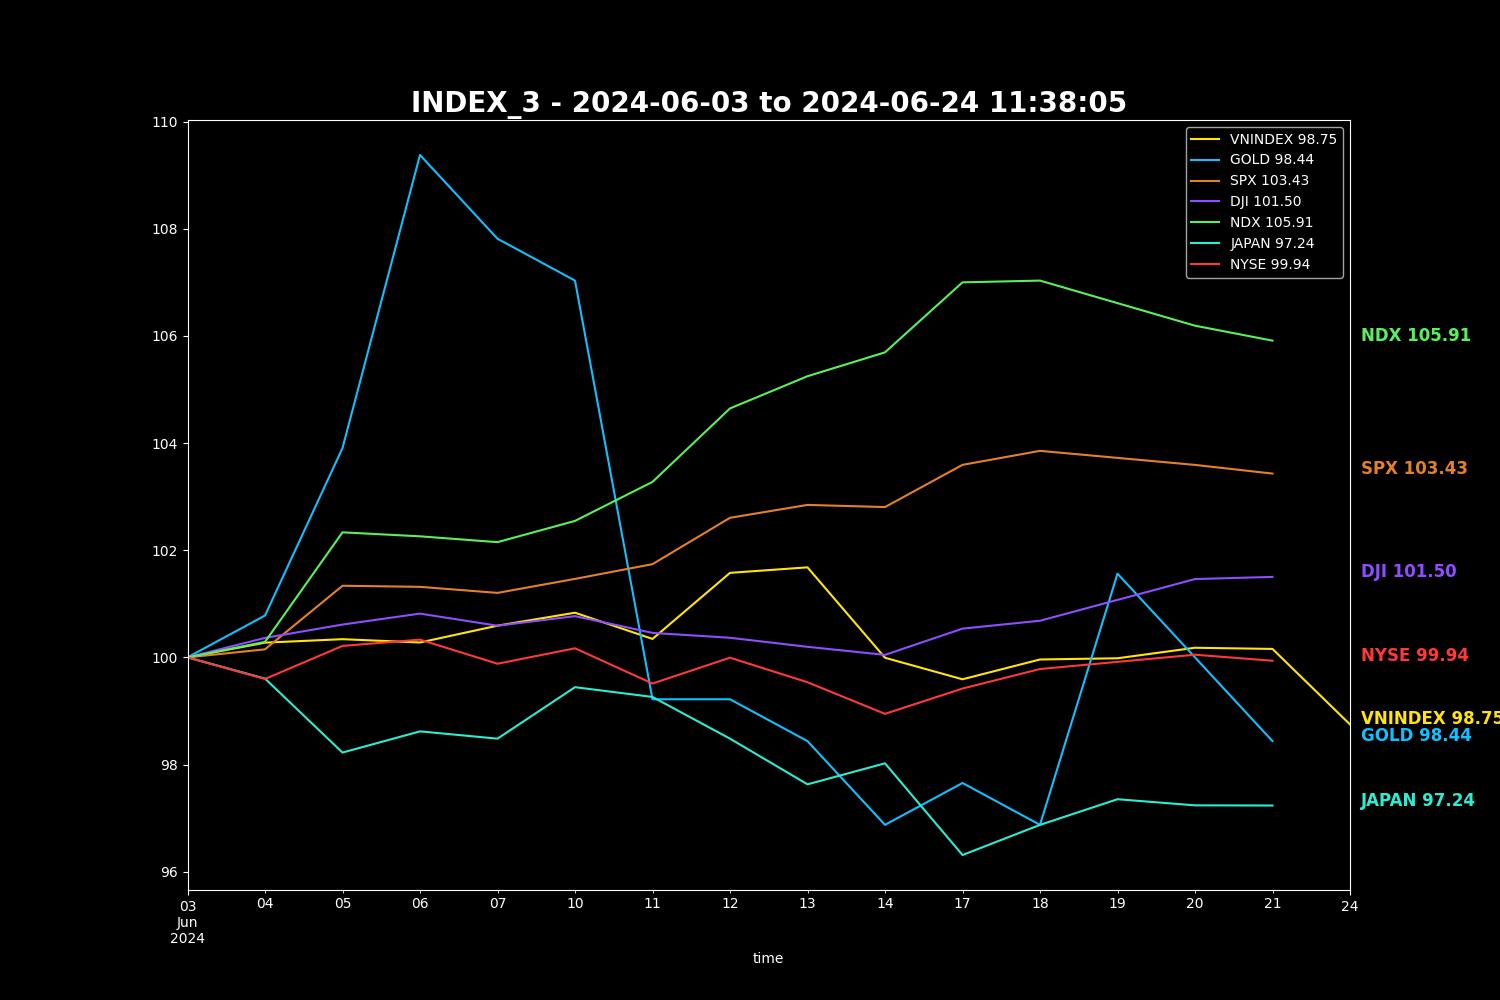 INDEX_3 - 2024-06-03 to 2024-06-24 11:38:05
110
108
106
104
102
100
98
96
VNINDEX 98.75
GOLD 98.44
SPX 103.43
DJI 101.50
NDX 105.91
JAPAN 97.24
NYSE 99.94
NDX 105.91
SPX 103.43
DJI 101.50
NYSE 99.94
VNINDEX 98.75
GOLD 98.44
JAPAN 97.24
03 04 05 06 07 10 11 12 13 14 17 18 19 20 21 24
Jun
2024
time